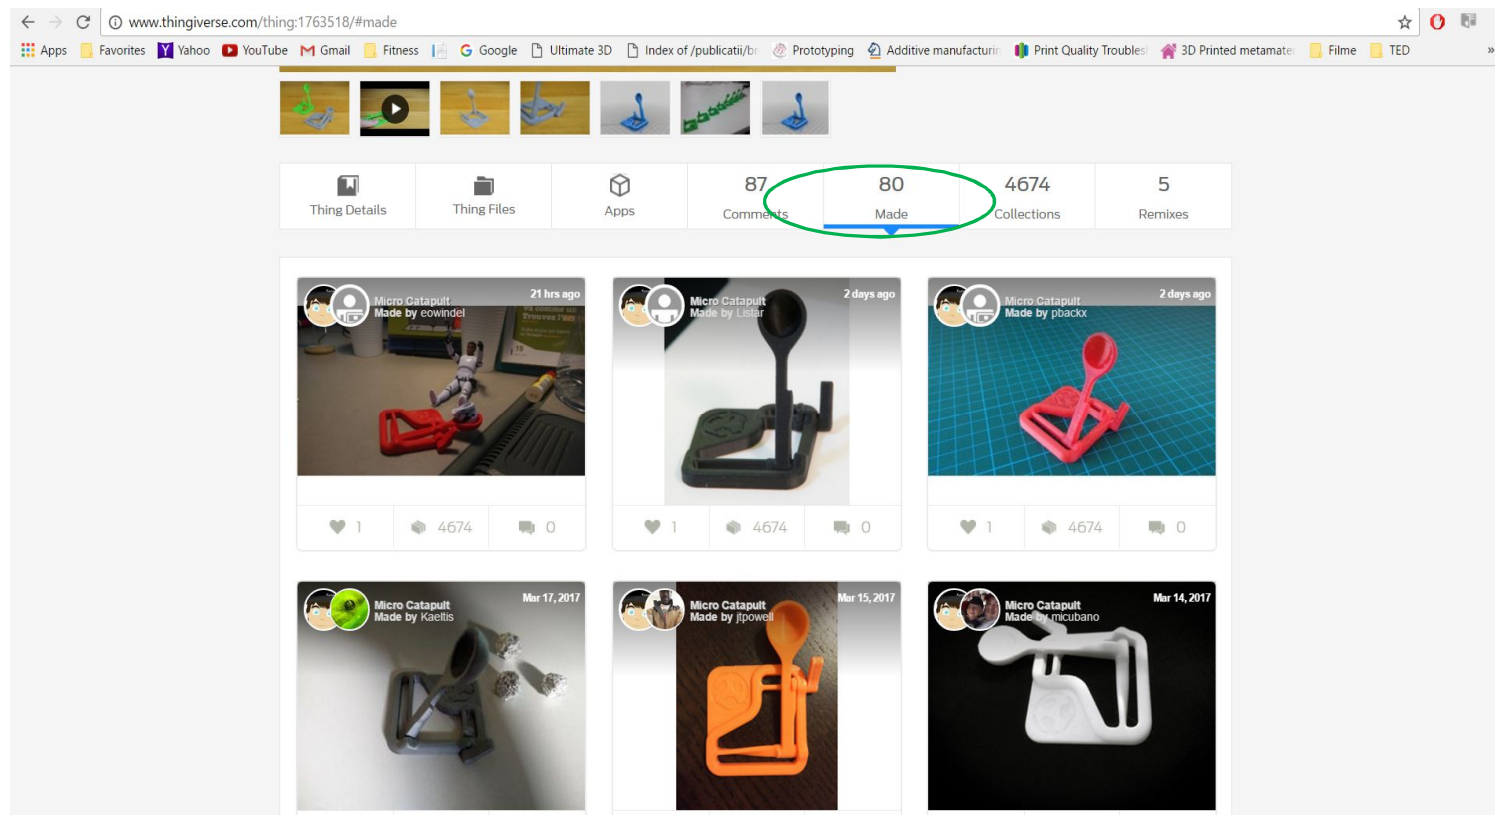 www.thingiverse.com/thing:1763518/#made
Apps Favorites Yahoo YouTube Gmail Fitness Google Ultimate 3D Index of /publicatii/br Prototyping Additive manufacturin Print Quality Troubles 3D Printed metamate Filme TED »
Thing Details
Thing Files
Apps
87
Comments
80
Made
4674
Collections
5
Remixes
Micro Catapult
Made by eowindel
21 hrs ago
1 4674 0
Micro Catapult
Made by Listar
2 days ago
1 4674 0
Micro Catapult
Made by pbackx
2 days ago
1 4674 0
Micro Catapult
Made by Kaeltis
Mar 17, 2017
Micro Catapult
Made by jtpowell
Mar 15, 2017
Micro Catapult
Made by micubano
Mar 14, 2017